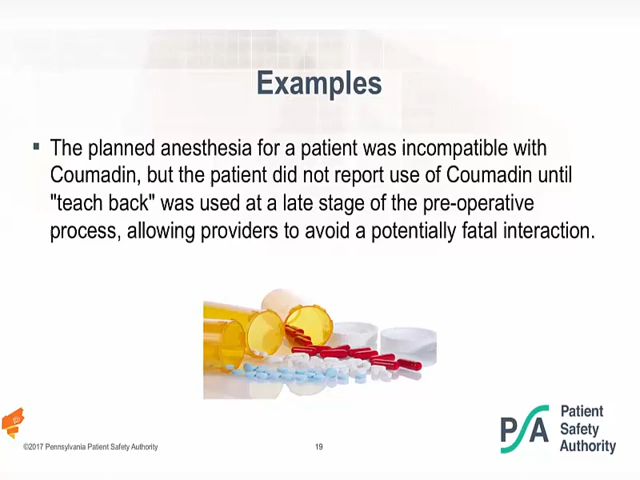 Examples
▪ The planned anesthesia for a patient was incompatible with
Coumadin, but the patient did not report use of Coumadin until
"teach back" was used at a late stage of the pre-operative
process, allowing providers to avoid a potentially fatal interaction.
©2017 Pennsylvania Patient Safety Authority
19
PSA
Patient
Safety
Authority